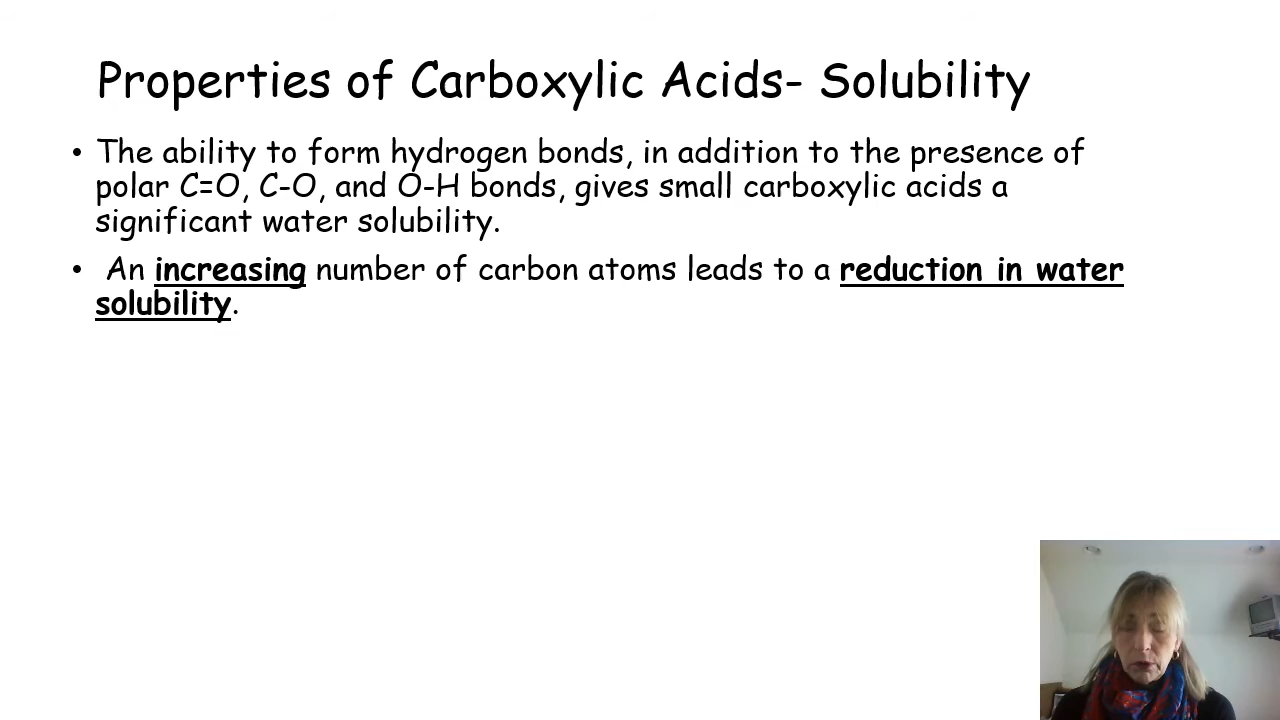 Properties of Carboxylic Acids- Solubility
• The ability to form hydrogen bonds, in addition to the presence of
polar C=O, C-O, and O-H bonds, gives small carboxylic acids a
significant water solubility.
• An increasing number of carbon atoms leads to a reduction in water
solubility.